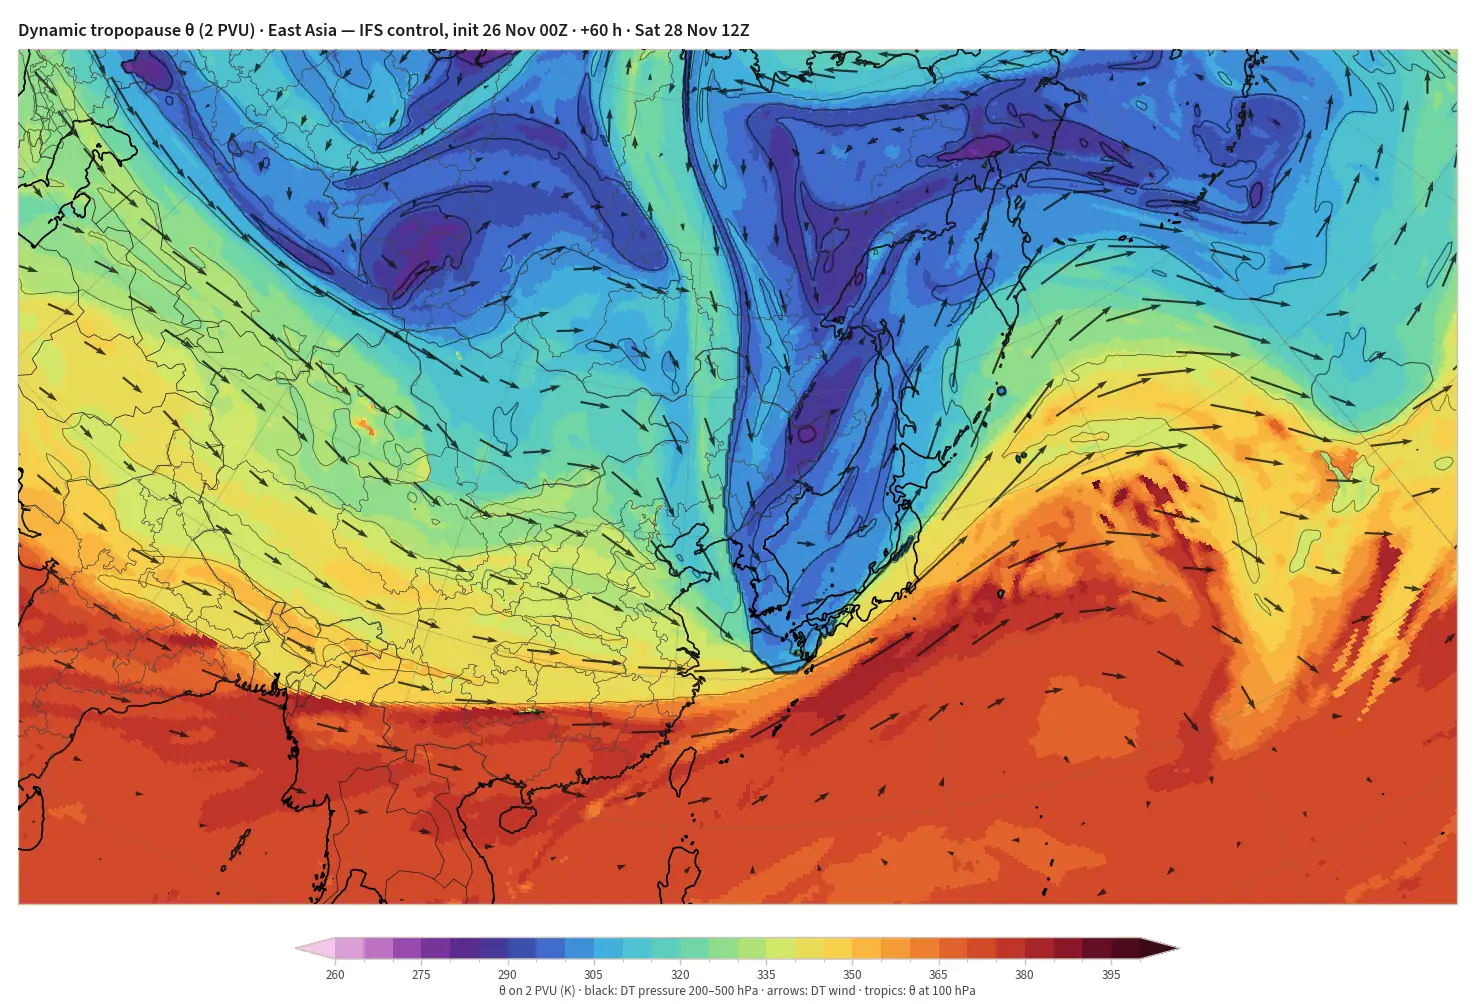 Dynamic tropopause θ (2 PVU) · East Asia — IFS control, init 26 Nov 00Z · +60 h · Sat 28 Nov 12Z
260 275 290 305 320 335 350 365 380 395
θ on 2 PVU (K) · black: DT pressure 200–500 hPa · arrows: DT wind · tropics: θ at 100 hPa